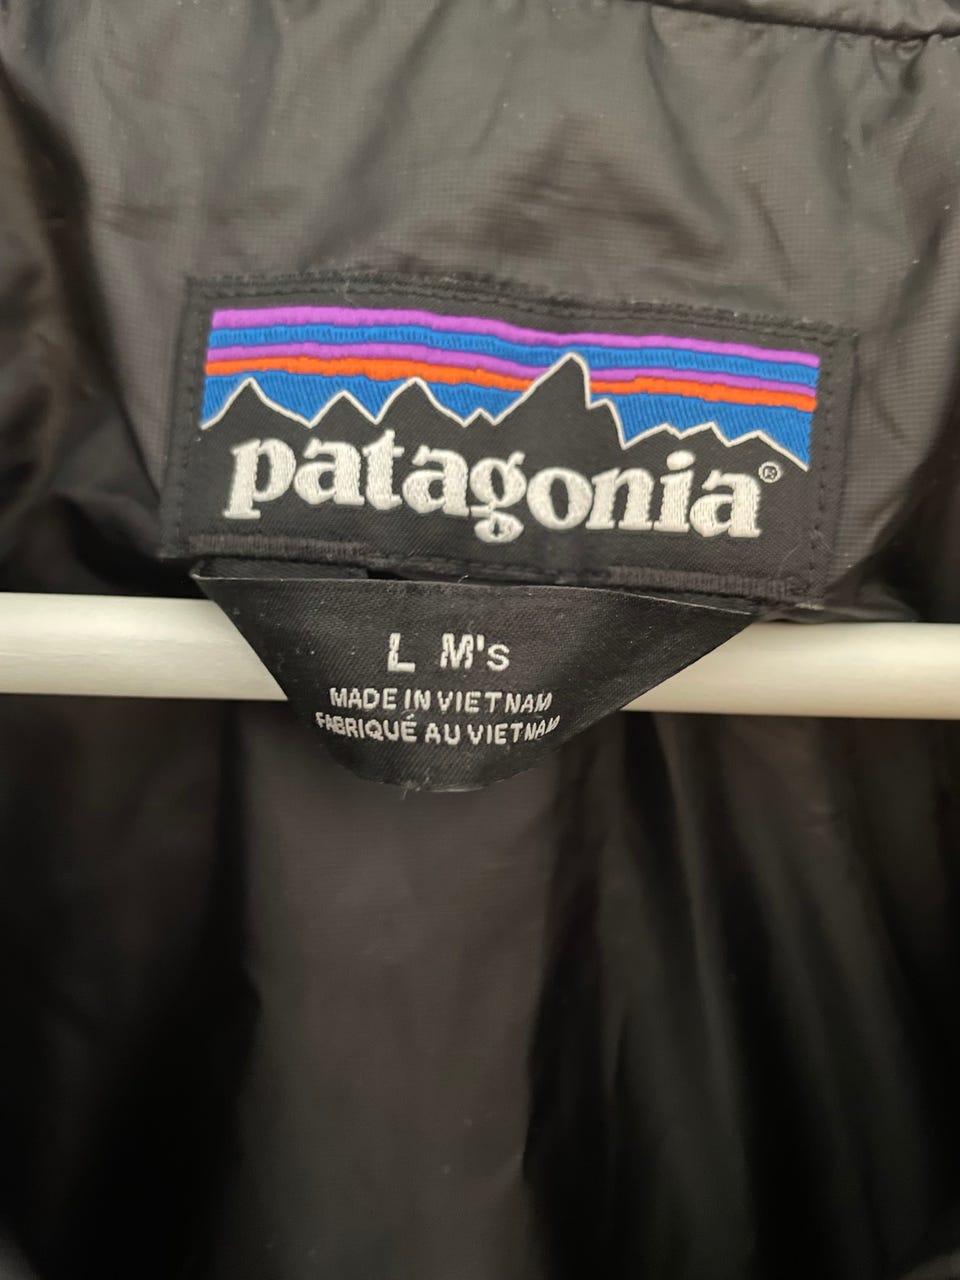 patagonia®
L M's
MADE IN VIETNAM
FABRIQUÉ AU VIETNAM